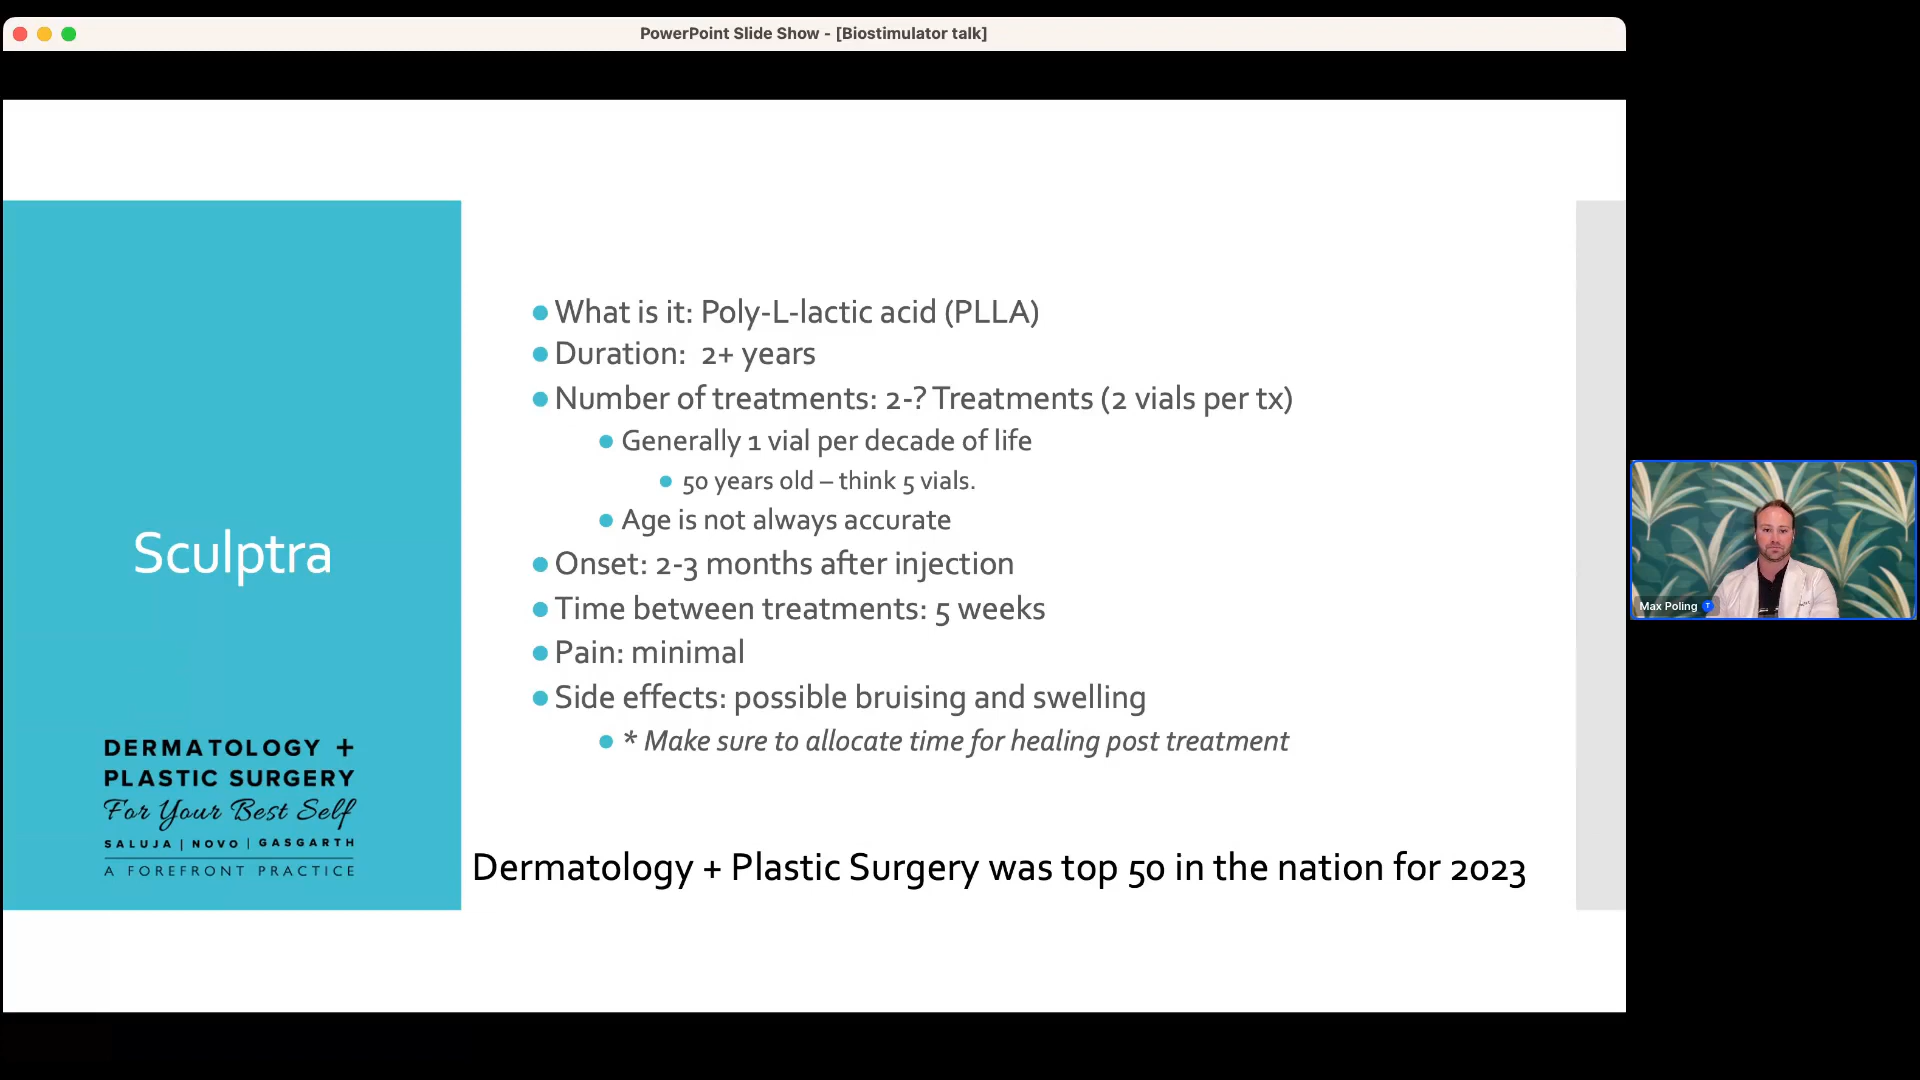 PowerPoint Slide Show - [Biostimulator talk]
Sculptra
DERMATOLOGY +
PLASTIC SURGERY
For Your Best Self
SALUJA | NOVO | GASGARTH
A FOREFRONT PRACTICE
What is it: Poly-L-lactic acid (PLLA)
Duration: 2+ years
Number of treatments: 2-? Treatments (2 vials per tx)
Generally 1 vial per decade of life
50 years old – think 5 vials.
Age is not always accurate
Onset: 2-3 months after injection
Time between treatments: 5 weeks
Pain: minimal
Side effects: possible bruising and swelling
* Make sure to allocate time for healing post treatment
Dermatology + Plastic Surgery was top 50 in the nation for 2023
Max Poling